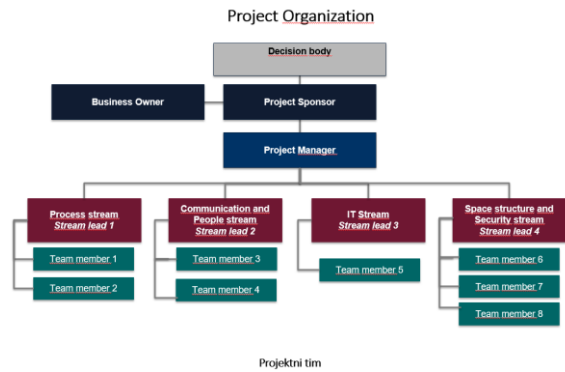 Project Organization
Decision body
Business Owner
Project Sponsor
Project Manager
Process stream
Stream lead 1
Communication and
People stream
Stream lead 2
IT Stream
Stream lead 3
Space structure and
Security stream
Stream lead 4
Team member 1
Team member 2
Team member 3
Team member 4
Team member 5
Team member 6
Team member 7
Team member 8
Projektni tim